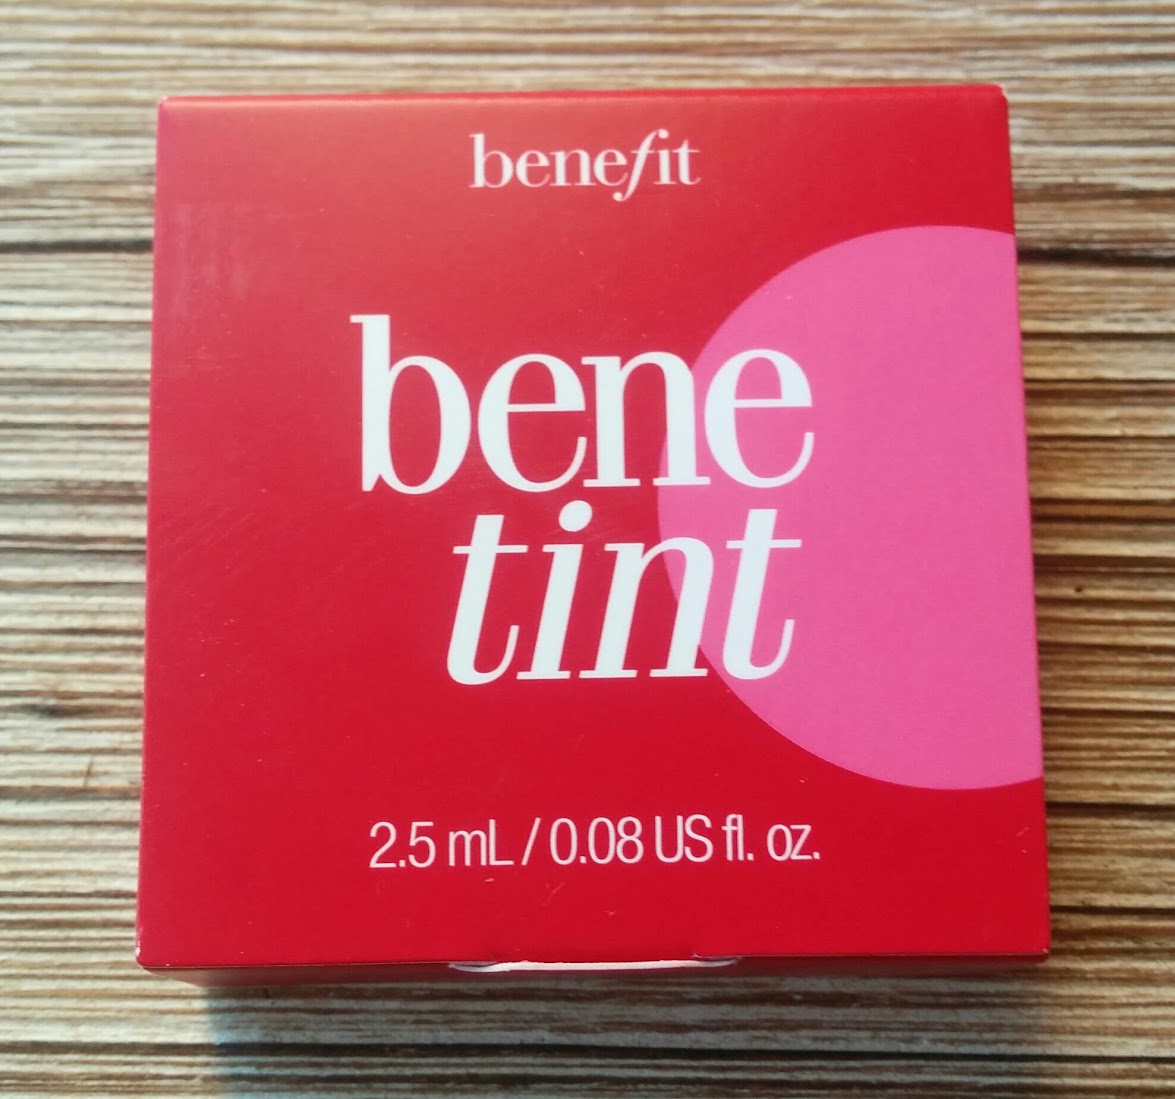 benefit
bene
tint
2.5 mL / 0.08 US fl. oz.